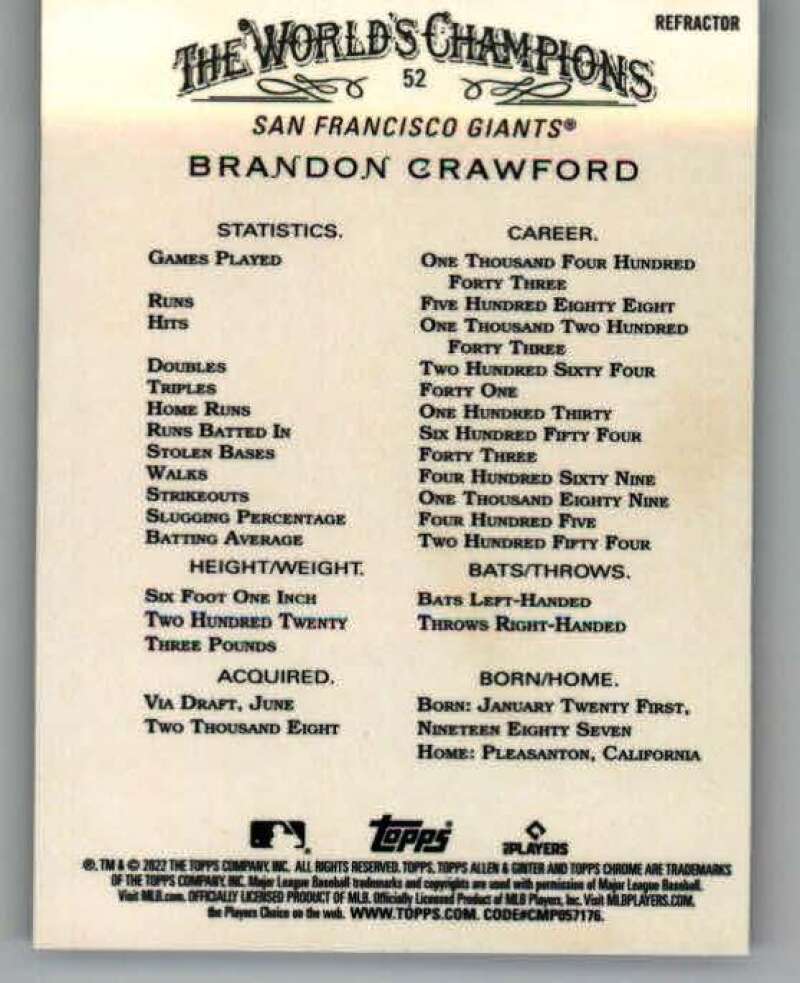 REFRACTOR
THE WORLD'S CHAMPIONS
52
SAN FRANCISCO GIANTS®
BRANDON CRAWFORD
STATISTICS. CAREER.
GAMES PLAYED ONE THOUSAND FOUR HUNDRED
FORTY THREE
RUNS FIVE HUNDRED EIGHTY EIGHT
HITS ONE THOUSAND TWO HUNDRED
FORTY THREE
DOUBLES TWO HUNDRED SIXTY FOUR
TRIPLES FORTY ONE
HOME RUNS ONE HUNDRED THIRTY
RUNS BATTED IN SIX HUNDRED FIFTY FOUR
STOLEN BASES FORTY THREE
WALKS FOUR HUNDRED SIXTY NINE
STRIKEOUTS ONE THOUSAND EIGHTY NINE
SLUGGING PERCENTAGE FOUR HUNDRED FIVE
BATTING AVERAGE TWO HUNDRED FIFTY FOUR
HEIGHT/WEIGHT. BATS/THROWS.
SIX FOOT ONE INCH BATS LEFT-HANDED
TWO HUNDRED TWENTY THROWS RIGHT-HANDED
THREE POUNDS
ACQUIRED. BORN/HOME.
VIA DRAFT, JUNE BORN: JANUARY TWENTY FIRST,
TWO THOUSAND EIGHT NINETEEN EIGHTY SEVEN
HOME: PLEASANTON, CALIFORNIA
topps® PLAYERS
®, TM & © 2022 THE TOPPS COMPANY, INC. ALL RIGHTS RESERVED. TOPPS, TOPPS ALLEN & GINTER AND TOPPS CHROME ARE TRADEMARKS
OF THE TOPPS COMPANY, INC. Major League Baseball trademarks and copyrights are used with permission of Major League Baseball.
Visit MLB.com. OFFICIALLY LICENSED PRODUCT OF MLB. Officially Licensed Product of MLB Players, Inc. Visit MLBPLAYERS.COM,
the Players Choice on the web. WWW.TOPPS.COM. CODE#CMP057176.